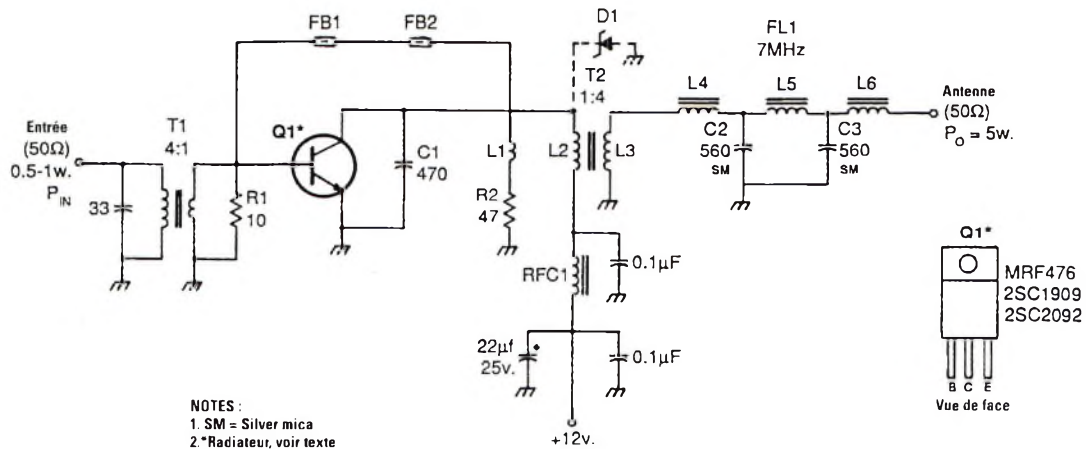 FB1
FB2
D1
FL1
7MHz
T2
1:4
L4
L5
L6
Antenne
(50Ω)
P_O = 5w.
Entrée
(50Ω)
0.5-1w.
P_IN
T1
4:1
Q1*
33
R1
10
C1
470
L1
R2
47
L2
L3
C2
560
SM
C3
560
SM
RFC1
0.1µF
22µf
25v.
0.1µF
+12v.
Q1*
MRF476
2SC1909
2SC2092
B C E
Vue de face
NOTES :
1. SM = Silver mica
2.*Radiateur, voir texte